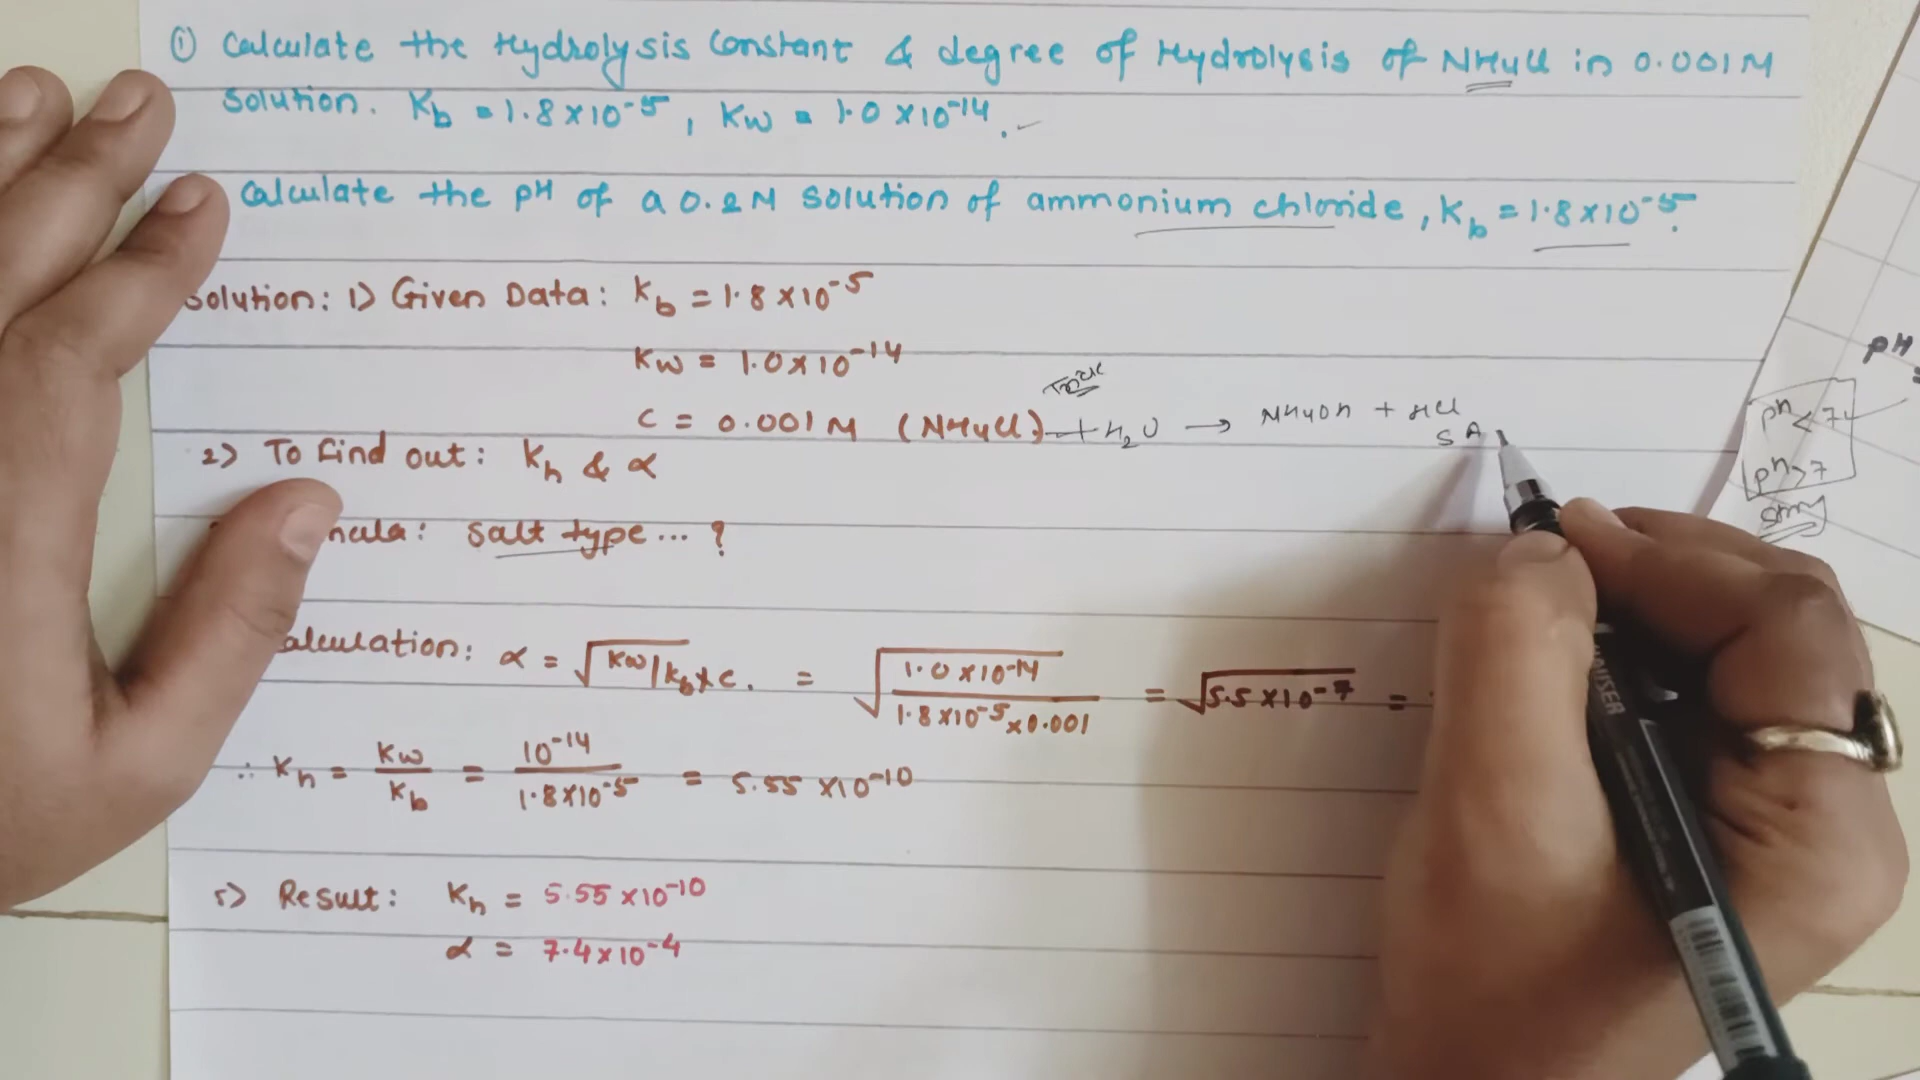 ① Calculate the Hydrolysis Constant & degree of Hydrolysis of NH4Cl in 0.001M
Solution. Kb = 1.8×10-5, Kw = 1.0×10-14.
Calculate the pH of a 0.2M solution of ammonium chloride, Kb = 1.8×10-5.
Solution: 1) Given Data: Kb = 1.8×10-5
Kw = 1.0×10-14
Trick
C = 0.001M (NH4Cl) + H2O → NH4OH + HCl
S A
2) To find out: Kh & α
mula: Salt type... ?
alculation: α = √Kw/Kb×C. = √1.0×10-14/1.8×10-5×0.001 = √5.5×10-7 =
∴ Kh = Kw/Kb = 10-14/1.8×10-5 = 5.55×10-10
5) Result: Kh = 5.55×10-10
α = 7.4×10-4
pH
pH < 7
pH > 7